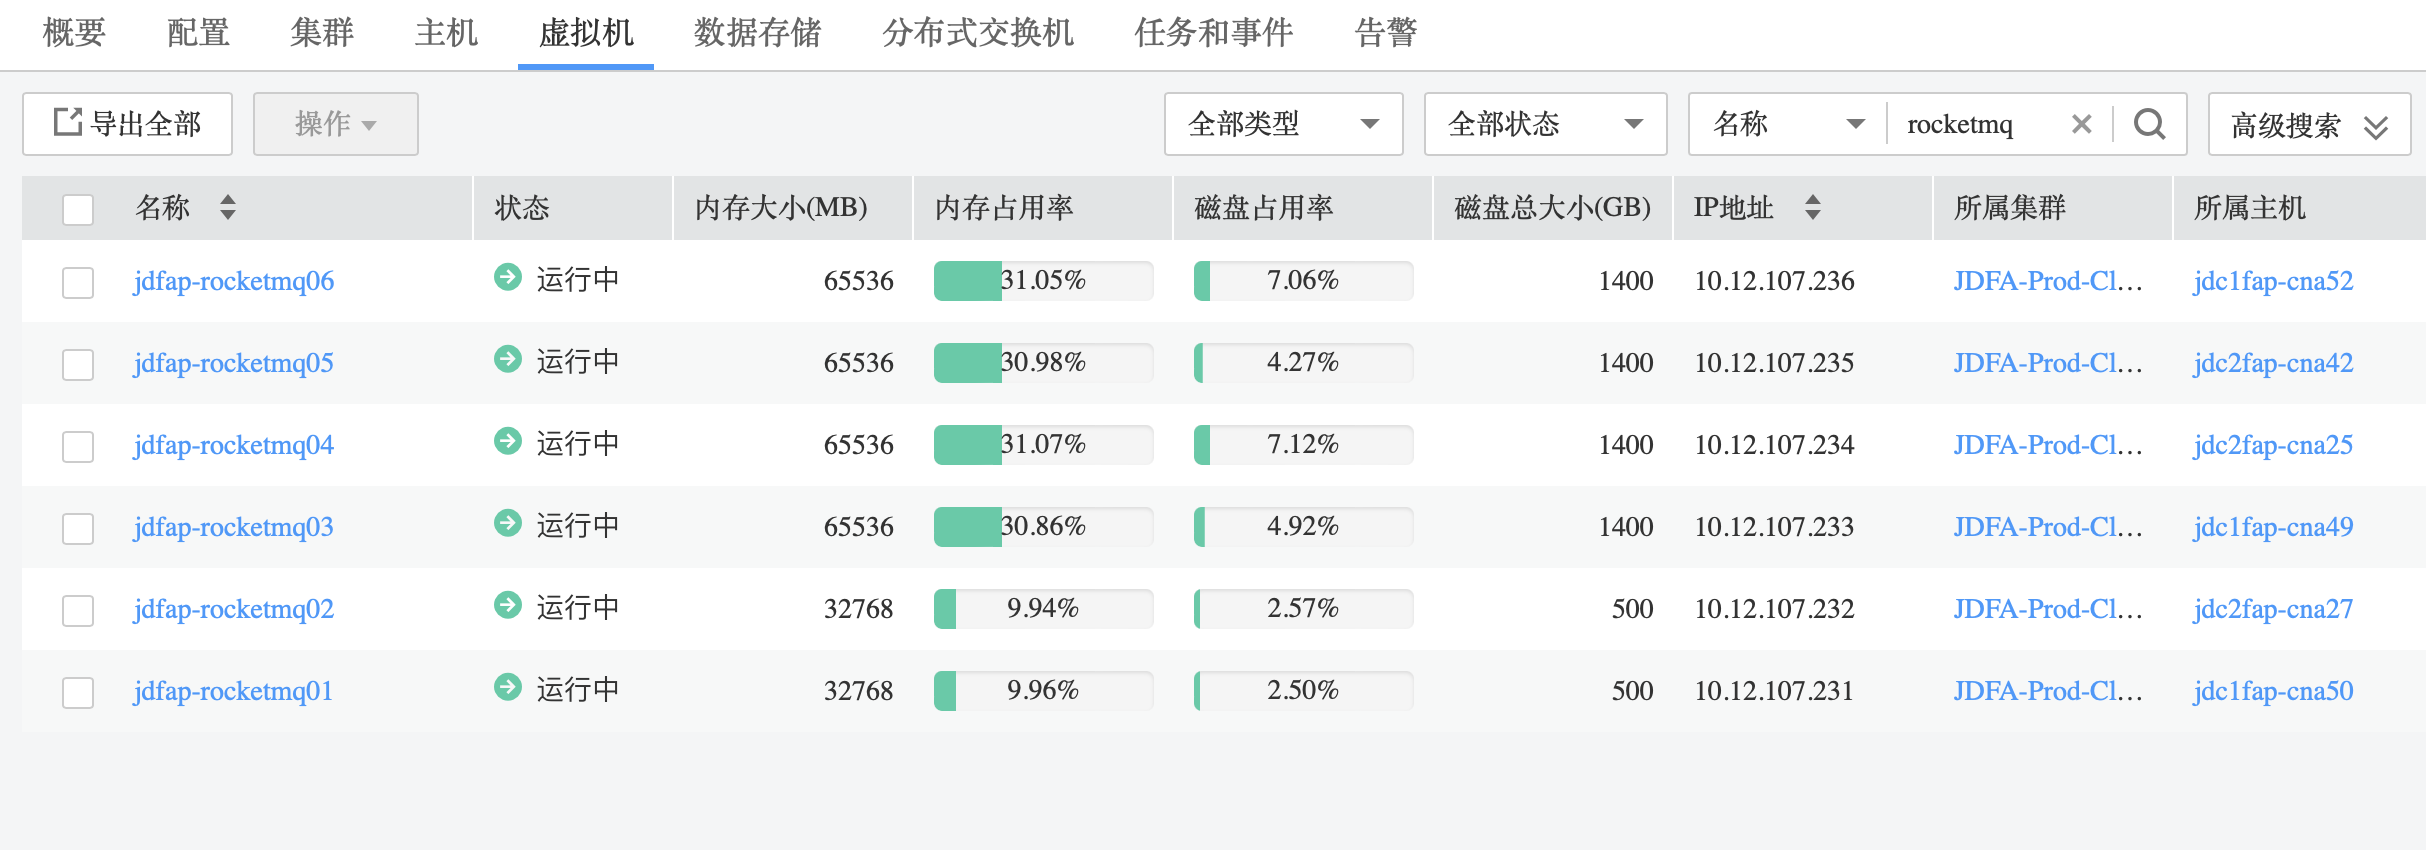 概要 配置 集群 主机 虚拟机 数据存储 分布式交换机 任务和事件 告警
导出全部 操作 全部类型 全部状态 名称 rocketmq 高级搜索
名称 状态 内存大小(MB) 内存占用率 磁盘占用率 磁盘总大小(GB) IP地址 所属集群 所属主机
jdfap-rocketmq06 运行中 65536 31.05% 7.06% 1400 10.12.107.236 JDFA-Prod-Cl... jdc1fap-cna52
jdfap-rocketmq05 运行中 65536 30.98% 4.27% 1400 10.12.107.235 JDFA-Prod-Cl... jdc2fap-cna42
jdfap-rocketmq04 运行中 65536 31.07% 7.12% 1400 10.12.107.234 JDFA-Prod-Cl... jdc2fap-cna25
jdfap-rocketmq03 运行中 65536 30.86% 4.92% 1400 10.12.107.233 JDFA-Prod-Cl... jdc1fap-cna49
jdfap-rocketmq02 运行中 32768 9.94% 2.57% 500 10.12.107.232 JDFA-Prod-Cl... jdc2fap-cna27
jdfap-rocketmq01 运行中 32768 9.96% 2.50% 500 10.12.107.231 JDFA-Prod-Cl... jdc1fap-cna50